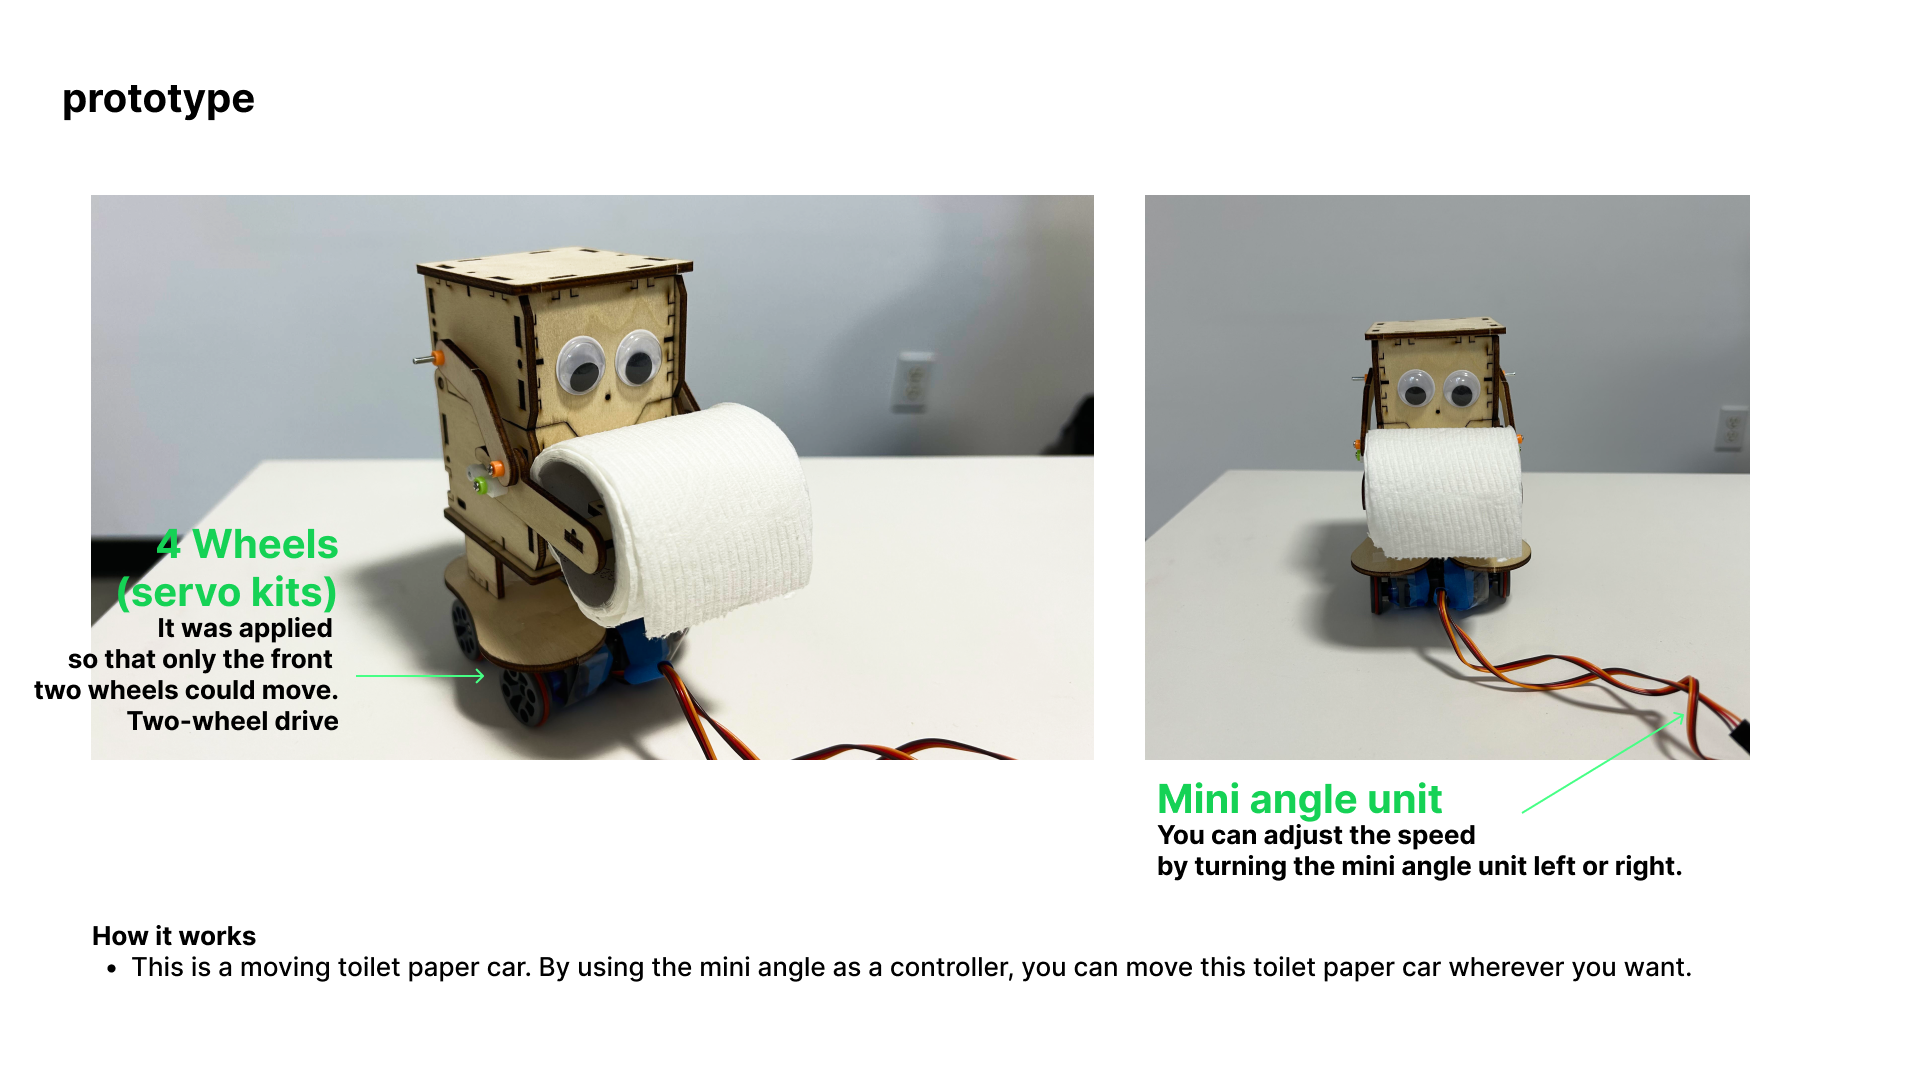 prototype
4 Wheels
(servo kits)
It was applied
so that only the front
two wheels could move.
Two-wheel drive
Mini angle unit
You can adjust the speed
by turning the mini angle unit left or right.
How it works
• This is a moving toilet paper car. By using the mini angle as a controller, you can move this toilet paper car wherever you want.